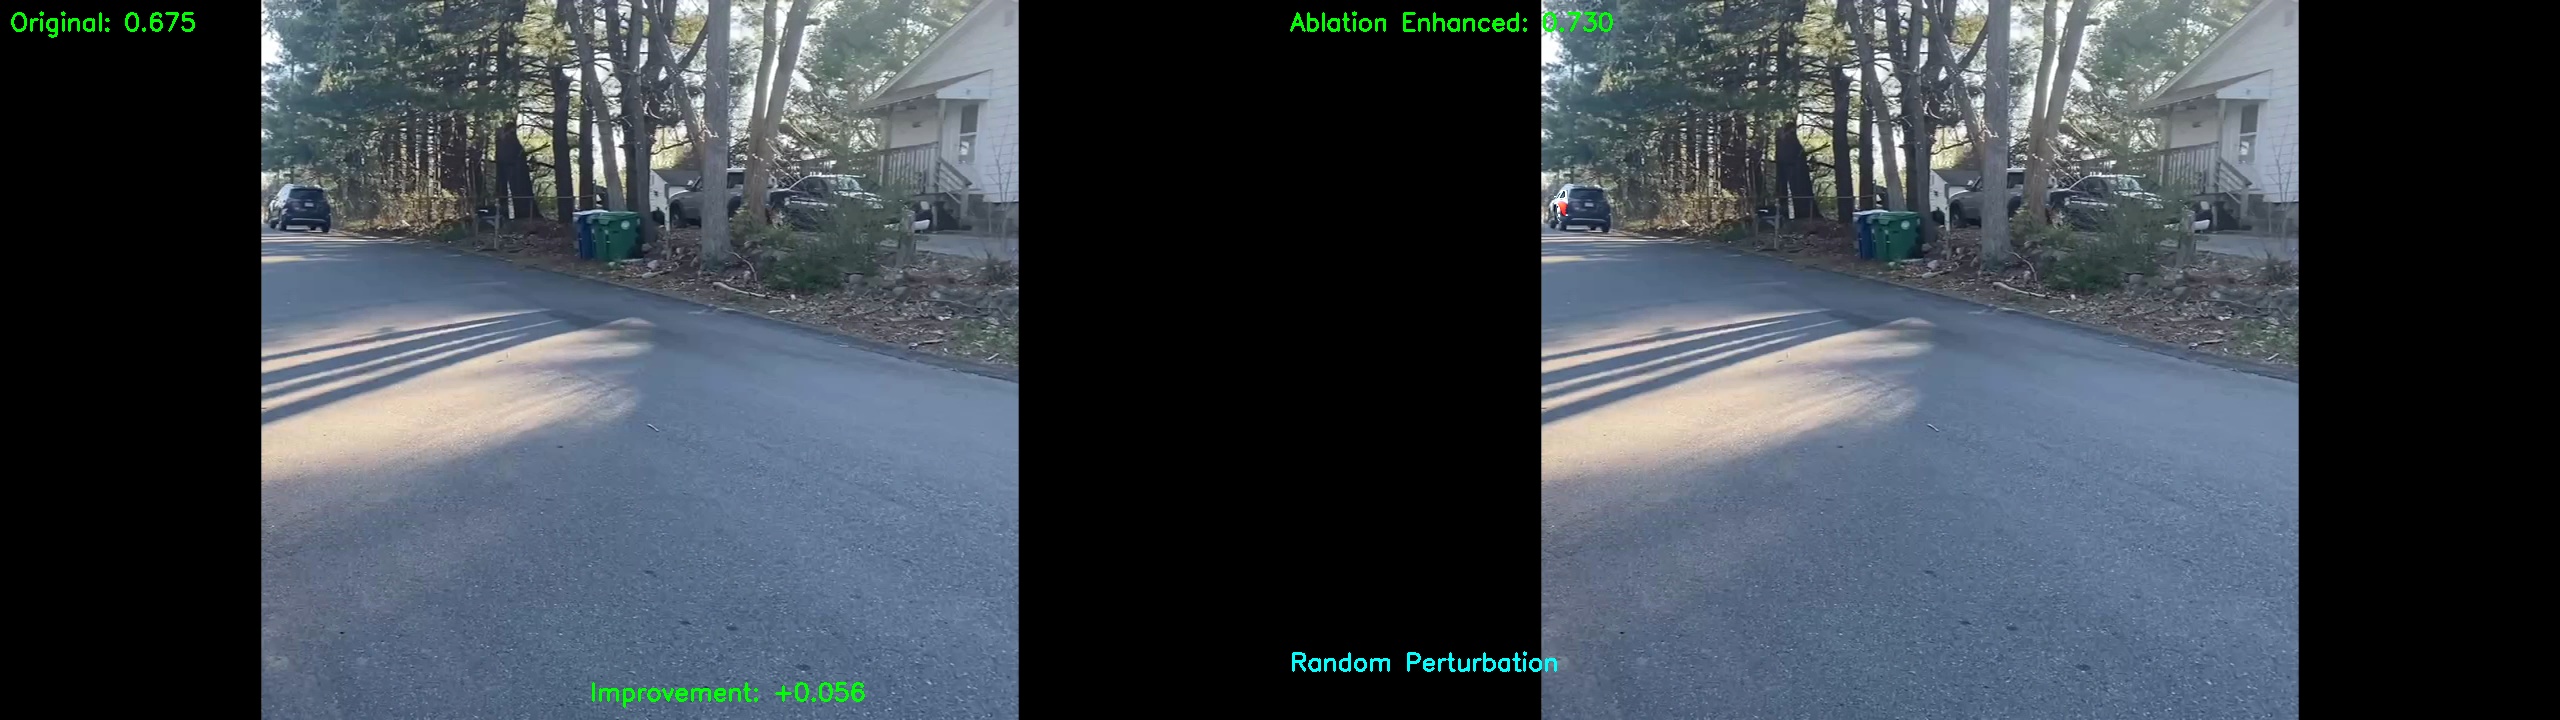 Original: 0.675
Ablation Enhanced: 0.730
Random Perturbation
Improvement: +0.056